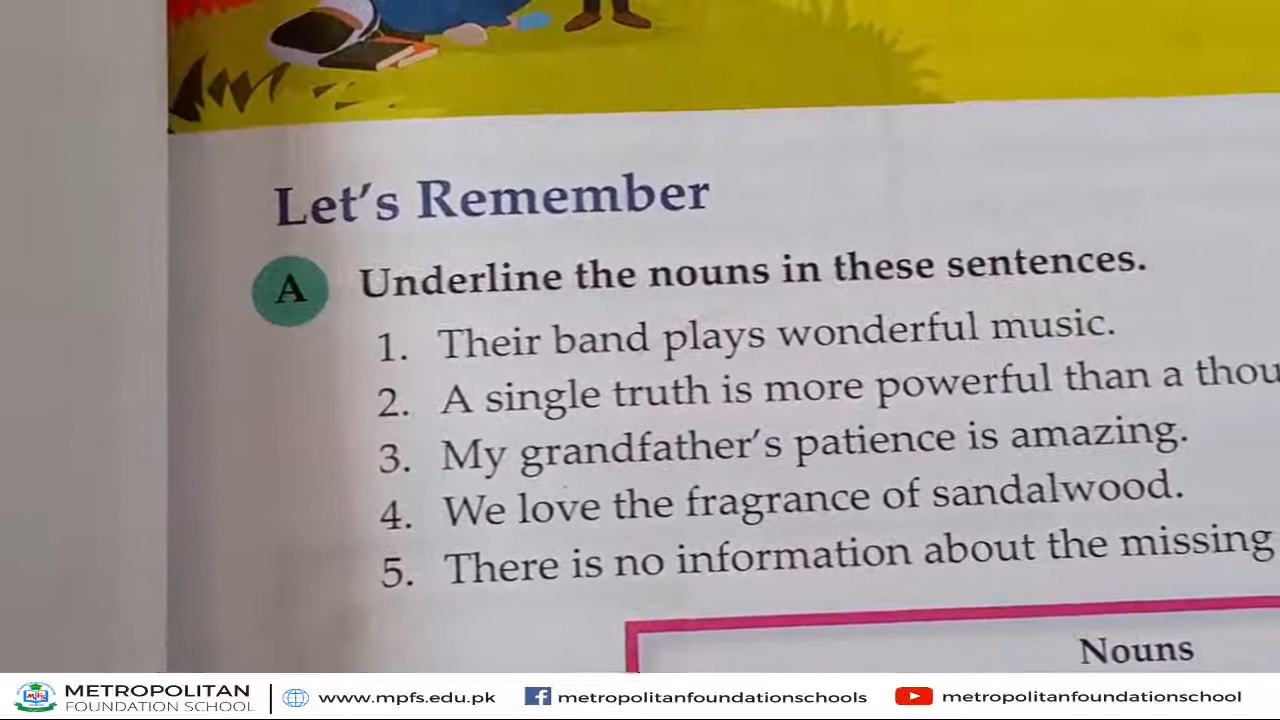 Let's Remember
A Underline the nouns in these sentences.
1. Their band plays wonderful music.
2. A single truth is more powerful than a
3. My grandfather's patience is amazing.
4. We love the fragrance of sandalwood.
5. There is no information about the missing
Nouns
METROPOLITAN
FOUNDATION SCHOOL
www.mpfs.edu.pk
metropolitanfoundationschools
metropolitanfoundationschool